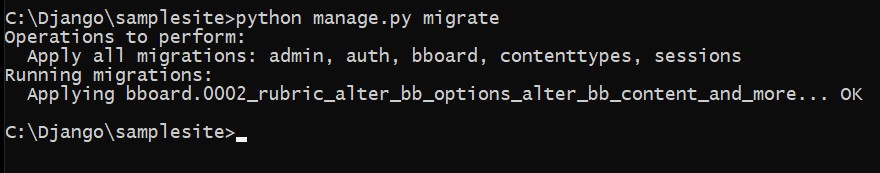 C:\Django\samplesite>python manage.py migrate
Operations to perform:
  Apply all migrations: admin, auth, bboard, contenttypes, sessions
Running migrations:
  Applying bboard.0002_rubric_alter_bb_options_alter_bb_content_and_more... OK
C:\Django\samplesite>